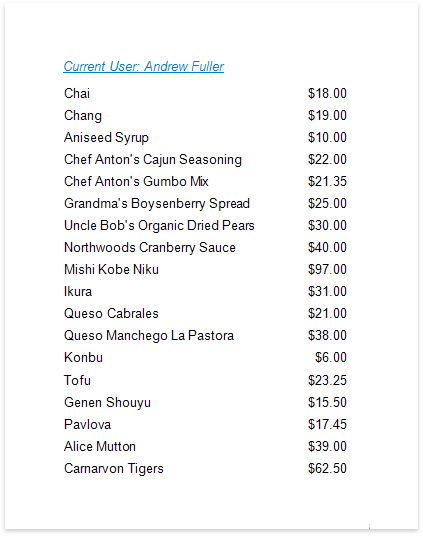 Current User: Andrew Fuller
Chai $18.00
Chang $19.00
Aniseed Syrup $10.00
Chef Anton's Cajun Seasoning $22.00
Chef Anton's Gumbo Mix $21.35
Grandma's Boysenberry Spread $25.00
Uncle Bob's Organic Dried Pears $30.00
Northwoods Cranberry Sauce $40.00
Mishi Kobe Niku $97.00
Ikura $31.00
Queso Cabrales $21.00
Queso Manchego La Pastora $38.00
Konbu $6.00
Tofu $23.25
Genen Shouyu $15.50
Pavlova $17.45
Alice Mutton $39.00
Carnarvon Tigers $62.50